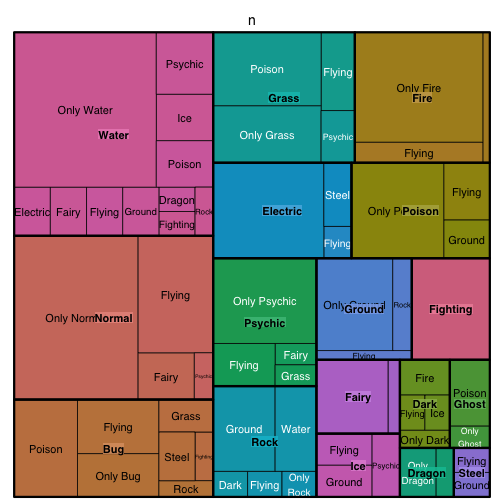 n
Only Water
Psychic
Ice
Poison
Water
Electric
Fairy
Flying
Ground
Dragon
Fighting
Rock
Only Normal
Normal
Flying
Fairy
Psychic
Poison
Flying
Only Bug
Bug
Grass
Steel
Fighting
Rock
Poison
Flying
Grass
Only Grass
Psychic
Only Fire
Fire
Flying
Electric
Steel
Flying
Poison
Flying
Ground
Only Psychic
Psychic
Flying
Fairy
Grass
Only Ground
Ground
Rock
Flying
Fighting
Ground
Water
Rock
Dark
Flying
Only
Rock
Fairy
Flying
Ice
Ground
Psychic
Fire
Dark
Flying
Ice
Only Dark
Poison
Ghost
Only
Ghost
Only
Dragon
Dragon
Flying
Steel
Ground